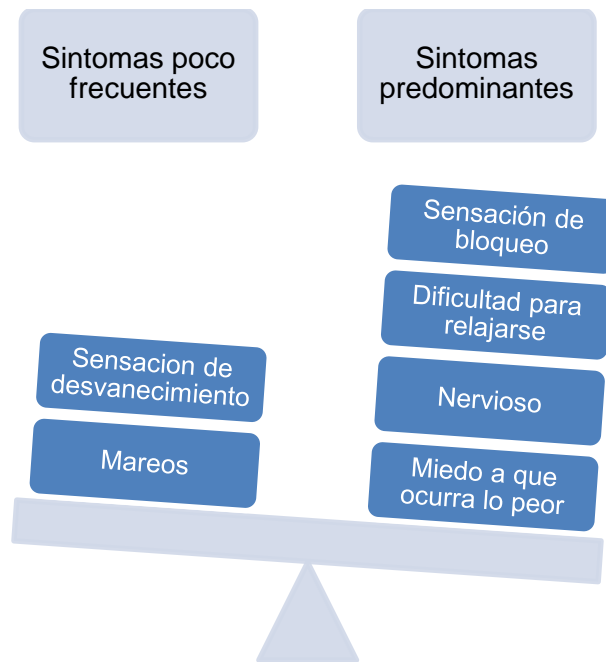 Sintomas poco
frecuentes
Sintomas
predominantes
Sensación de
bloqueo
Dificultad para
relajarse
Nervioso
Miedo a que
ocurra lo peor
Sensacion de
desvanecimiento
Mareos